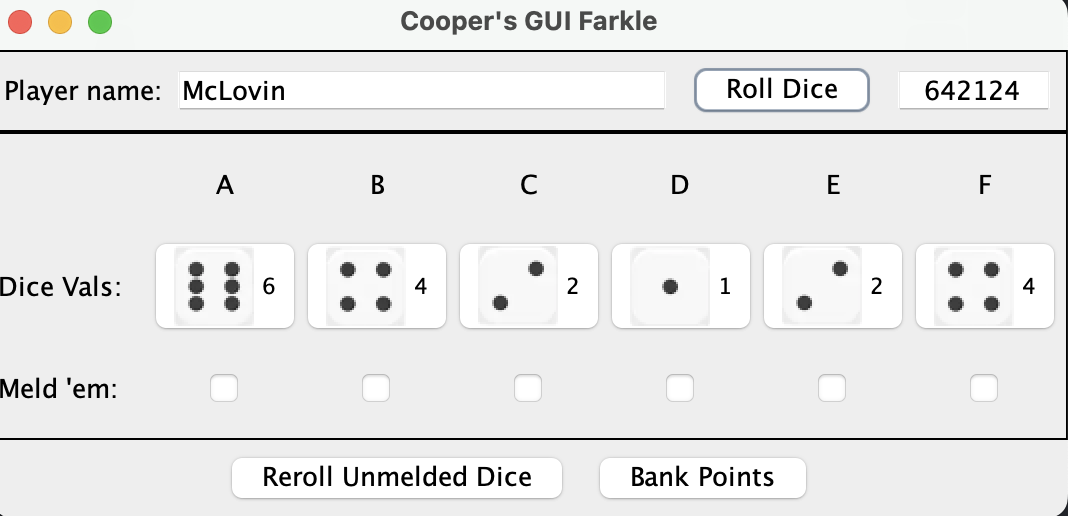 Cooper's GUI Farkle
Player name: McLovin Roll Dice 642124
A B C D E F
Dice Vals: 6 4 2 1 2 4
Meld 'em:
Reroll Unmelded Dice Bank Points